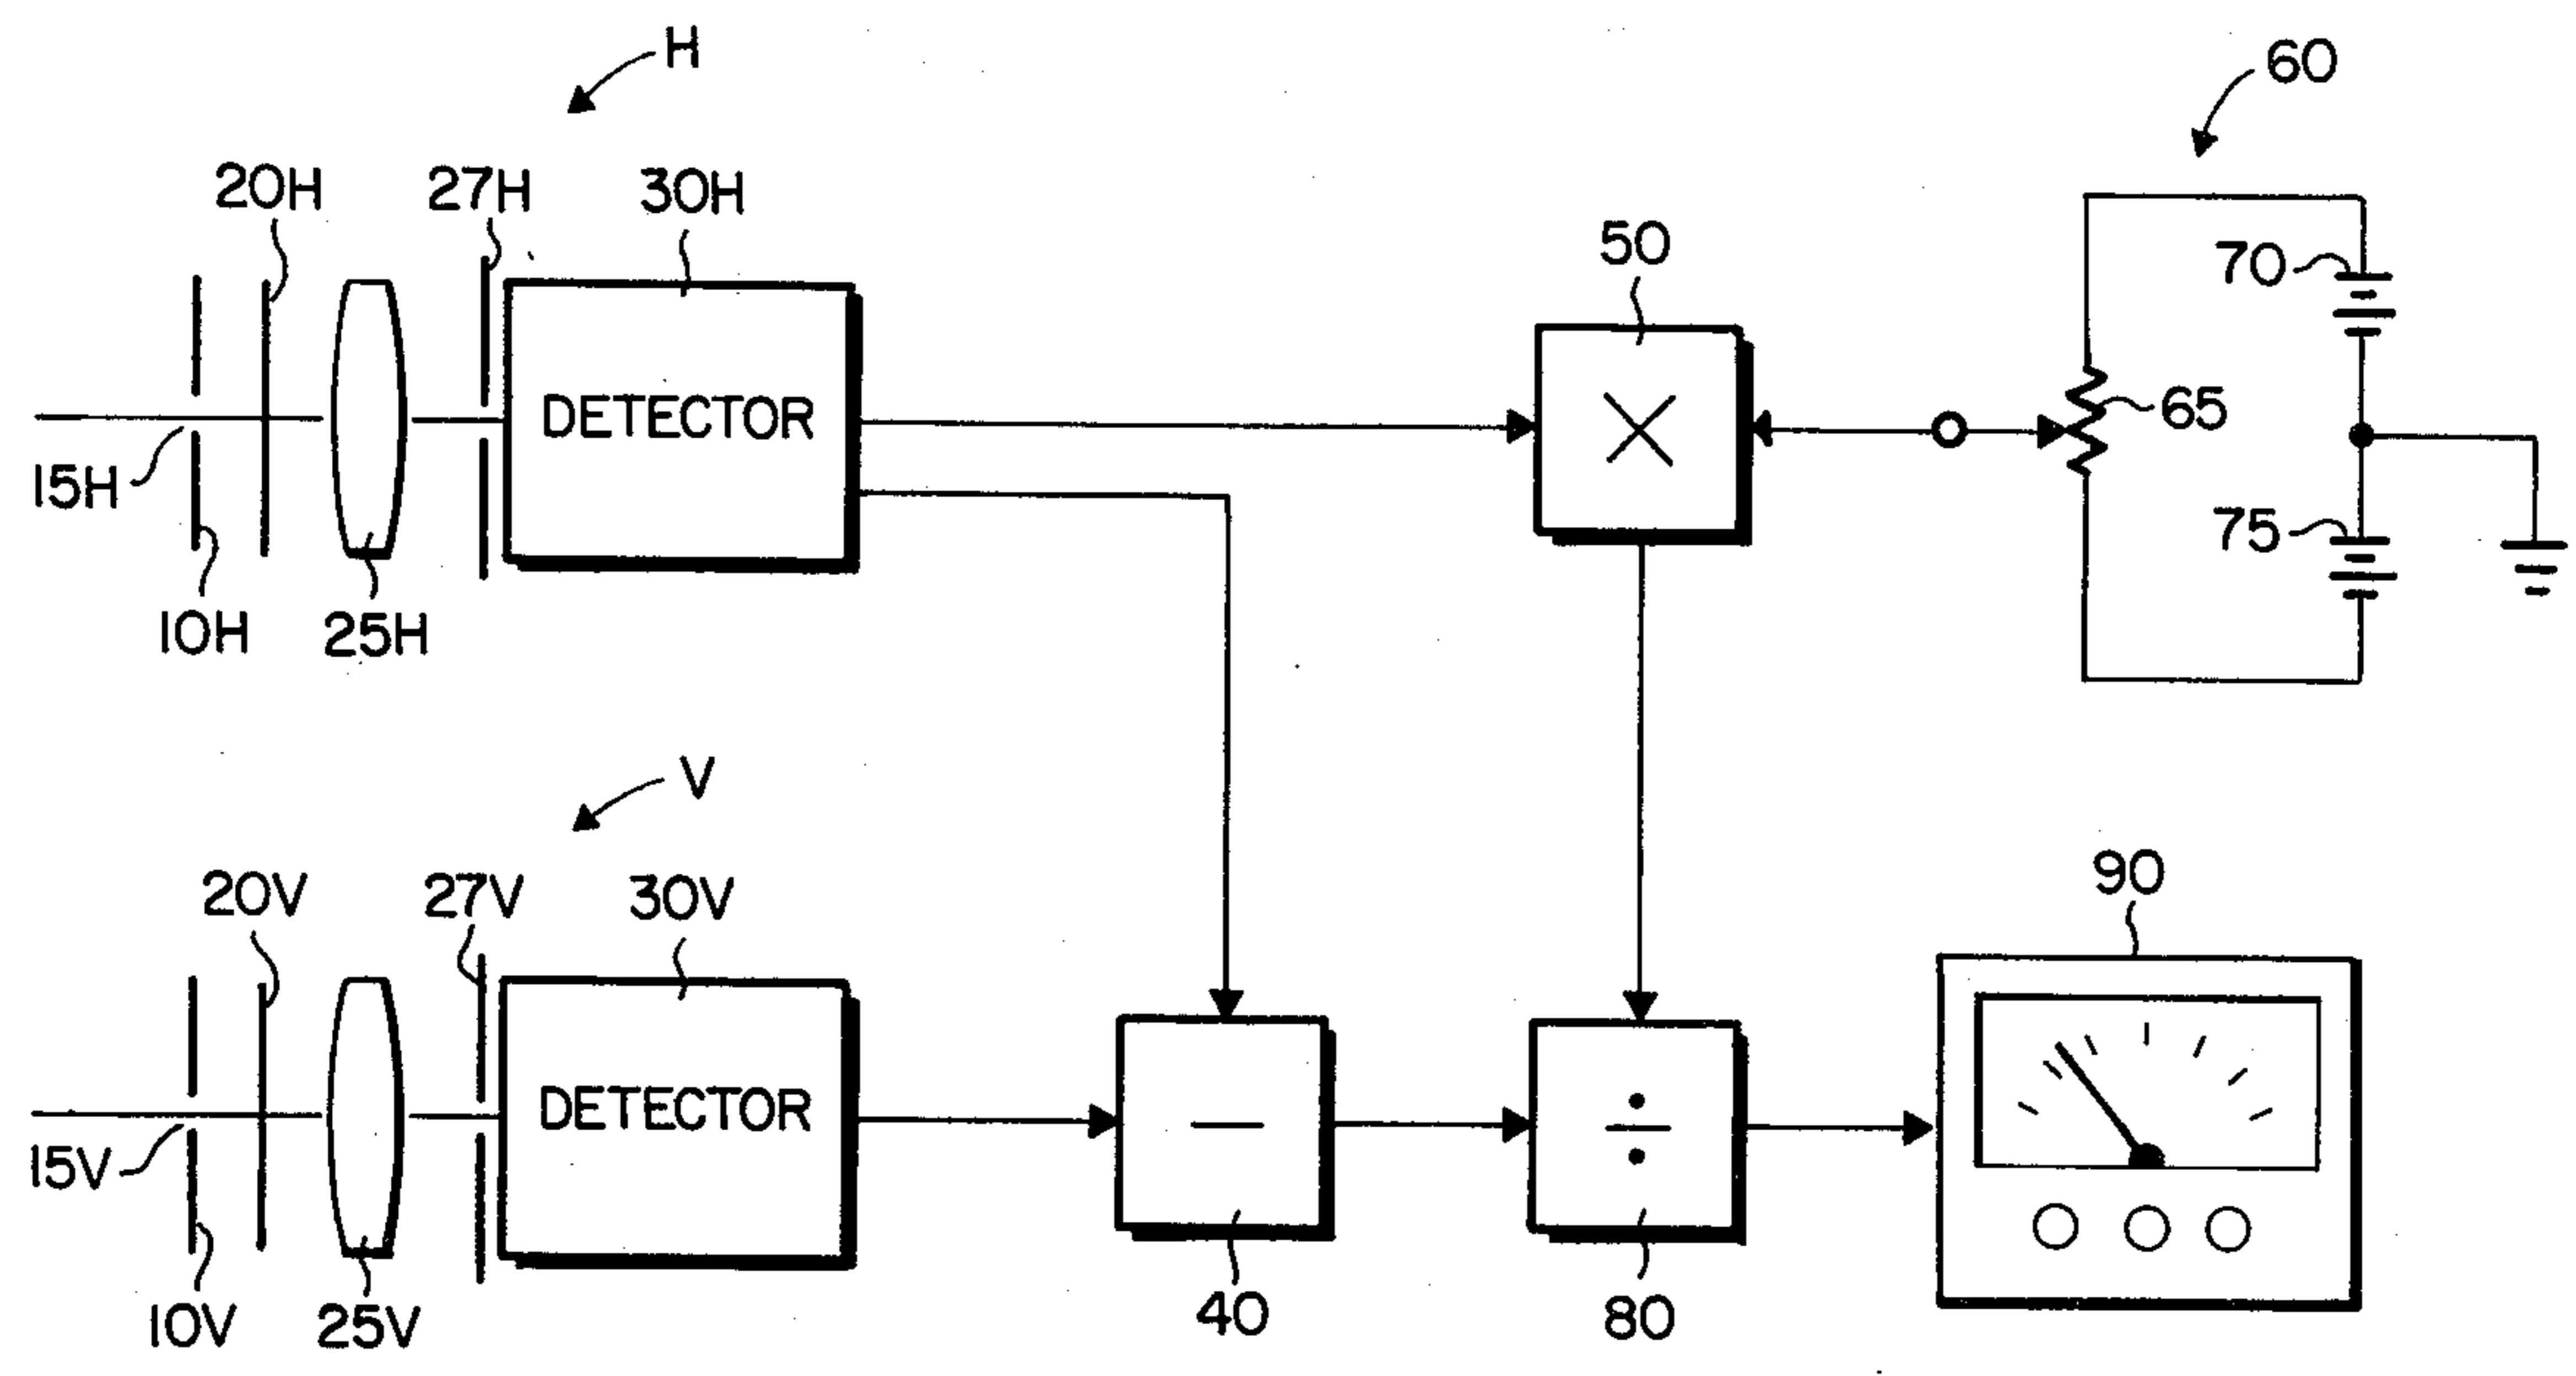 H
60
20H
27H
30H
50
70
DETECTOR
×
65
15H
75
10H
25H
V
20V
27V
30V
90
DETECTOR
15V
—
÷
10V
25V
40
80